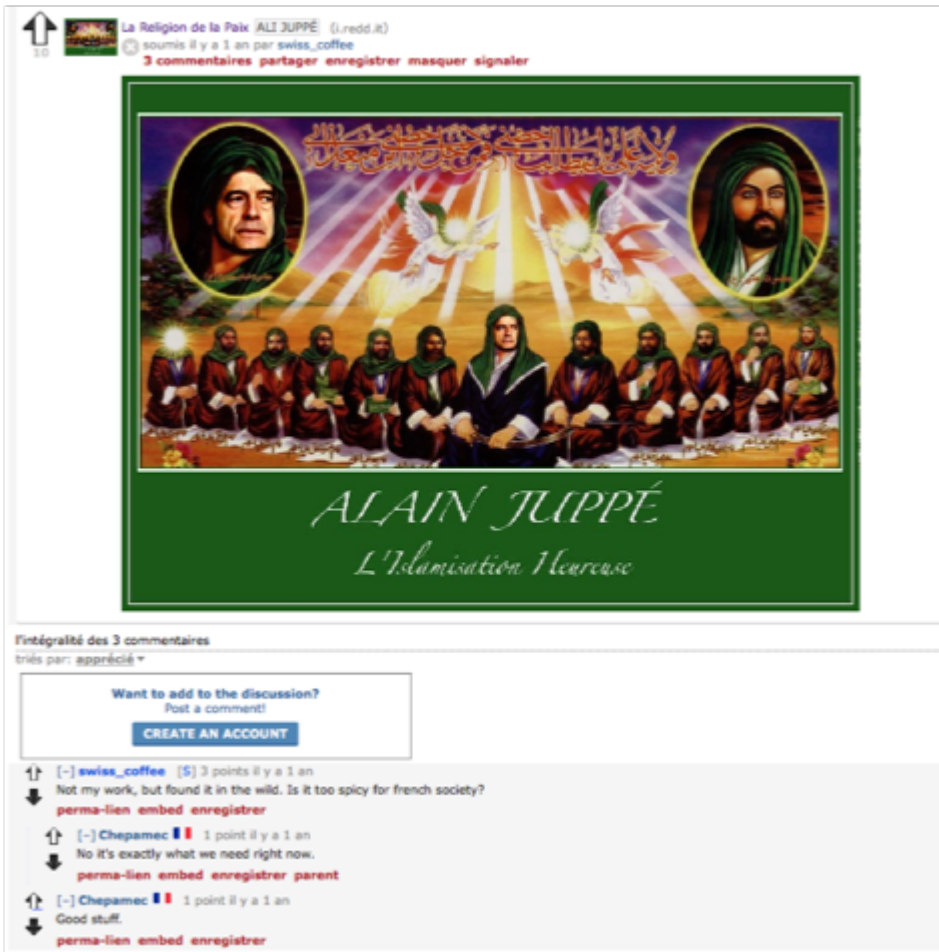 La Religion de la Paix ALI JUPPÉ (i.redd.it)
soumis il y a 1 an par swiss_coffee
10
3 commentaires partager enregistrer masquer signaler
ALAIN JUPPÉ
L'Islamisation Heureuse
l'intégralité des 3 commentaires
triés par: apprécié
Want to add to the discussion?
Post a comment!
CREATE AN ACCOUNT
[-] swiss_coffee [S] 3 points il y a 1 an
Not my work, but found it in the wild. Is it too spicy for french society?
perma-lien embed enregistrer
[-] Chepamec 1 point il y a 1 an
No it's exactly what we need right now.
perma-lien embed enregistrer parent
[-] Chepamec 1 point il y a 1 an
Good stuff.
perma-lien embed enregistrer